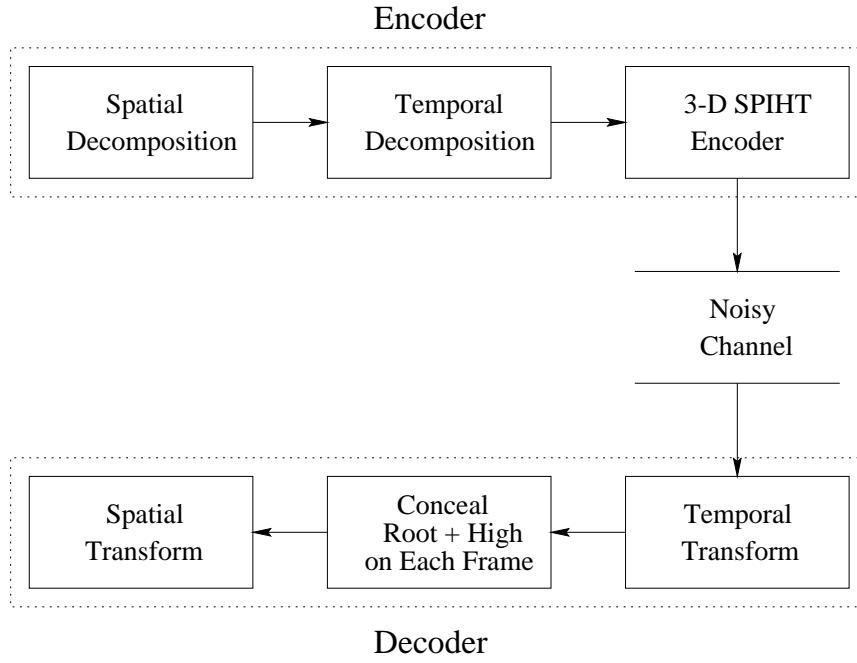 Encoder
Spatial
Decomposition
Temporal
Decomposition
3-D SPIHT
Encoder
Noisy
Channel
Spatial
Transform
Conceal
Root + High
on Each Frame
Temporal
Transform
Decoder